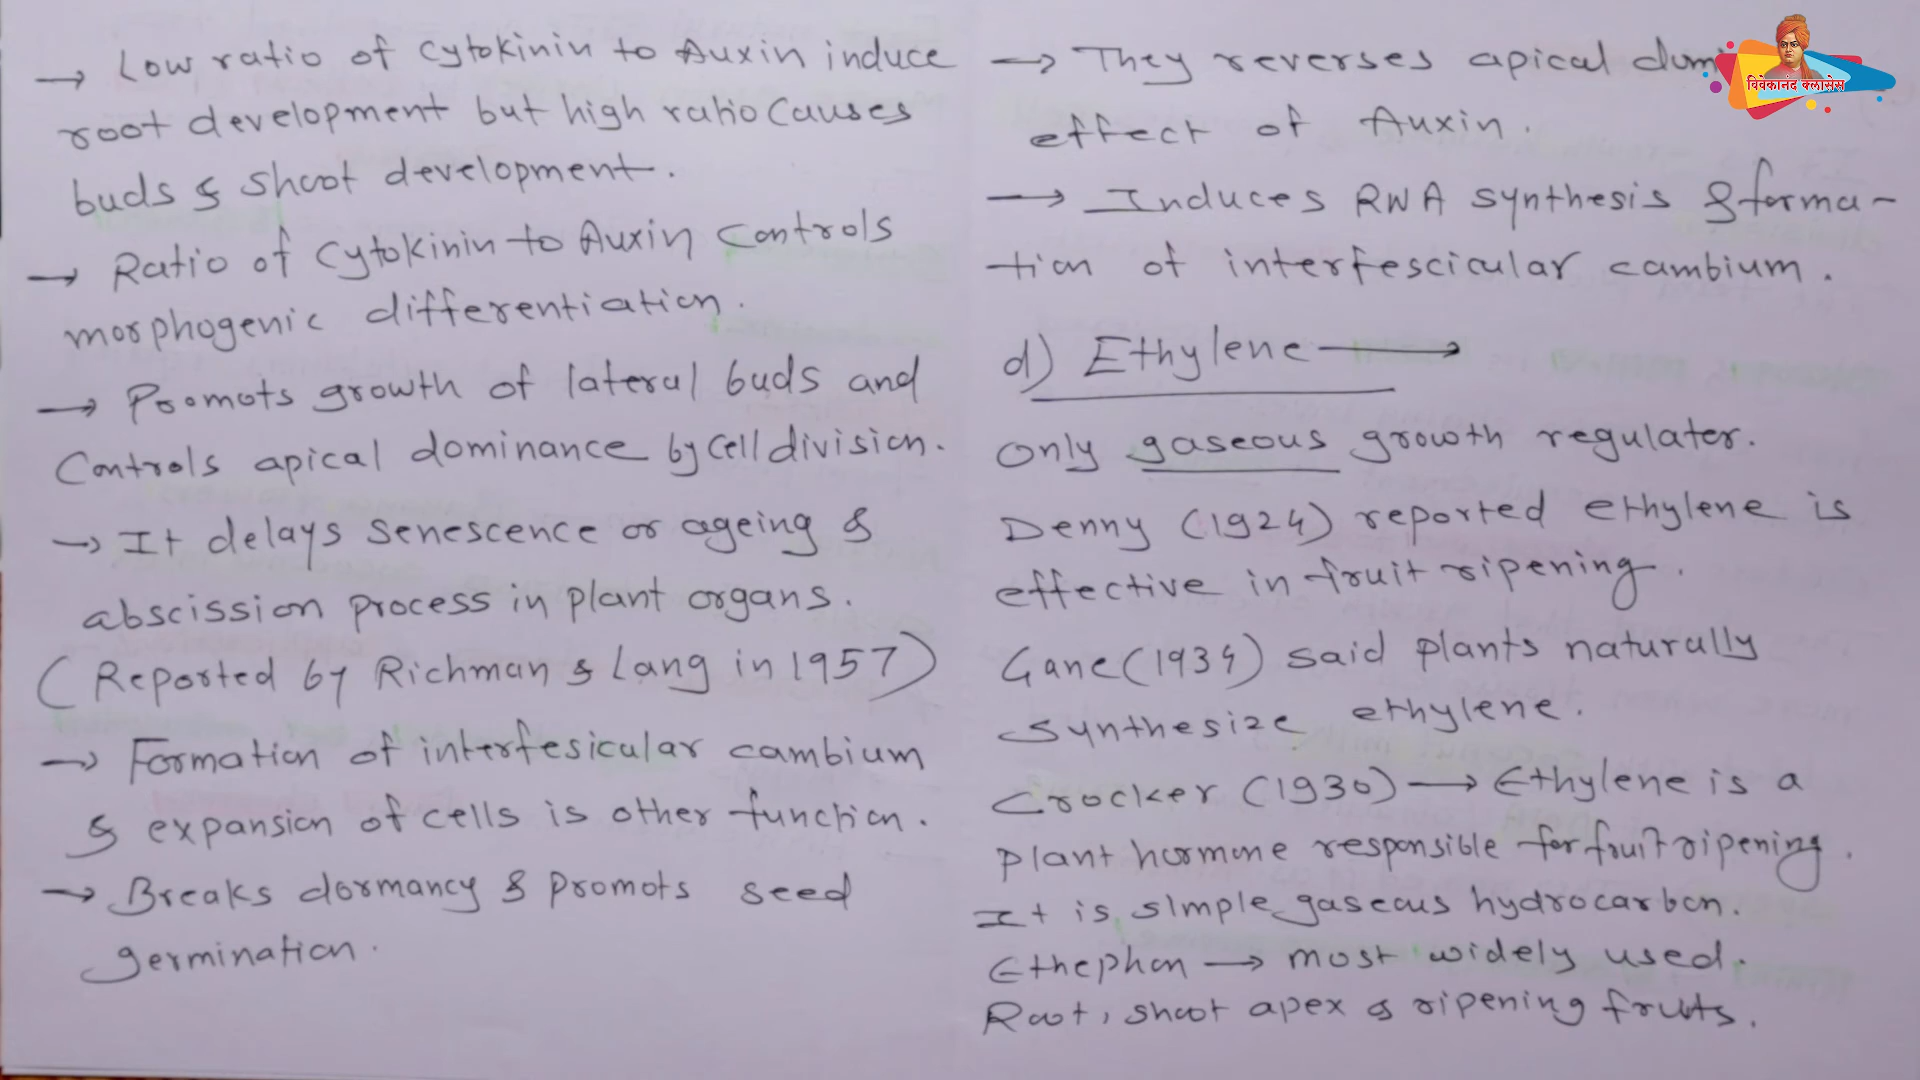 → Low ratio of cytokinin to Auxin induce
root development but high ratio causes
buds & shoot development.
→ Ratio of cytokinin to Auxin controls
morphogenic differentiation.
→ Promots growth of lateral buds and
Controls apical dominance by cell division.
→ It delays senescence or ageing &
abscission process in plant organs.
(Reported by Richman & Lang in 1957)
→ Formation of interfesicular cambium
& expansion of cells is other function.
→ Breaks dormancy & promots seed
germination.
→ They reverses apical domi
effect of Auxin.
→ Induces RNA synthesis & forma-
tion of interfescicular cambium.
d) Ethylene →
Only gaseous growth regulater.
Denny (1924) reported ethylene is
effective in fruit ripening.
Gane (1934) said plants naturally
synthesize ethylene.
Crocker (1930) → Ethylene is a
plant hormone responsible for fruit ripening.
It is simple gaseous hydrocarbon.
Ethephon → most widely used.
Root, shoot apex & ripening fruits.
विवेकानंद क्लासेस